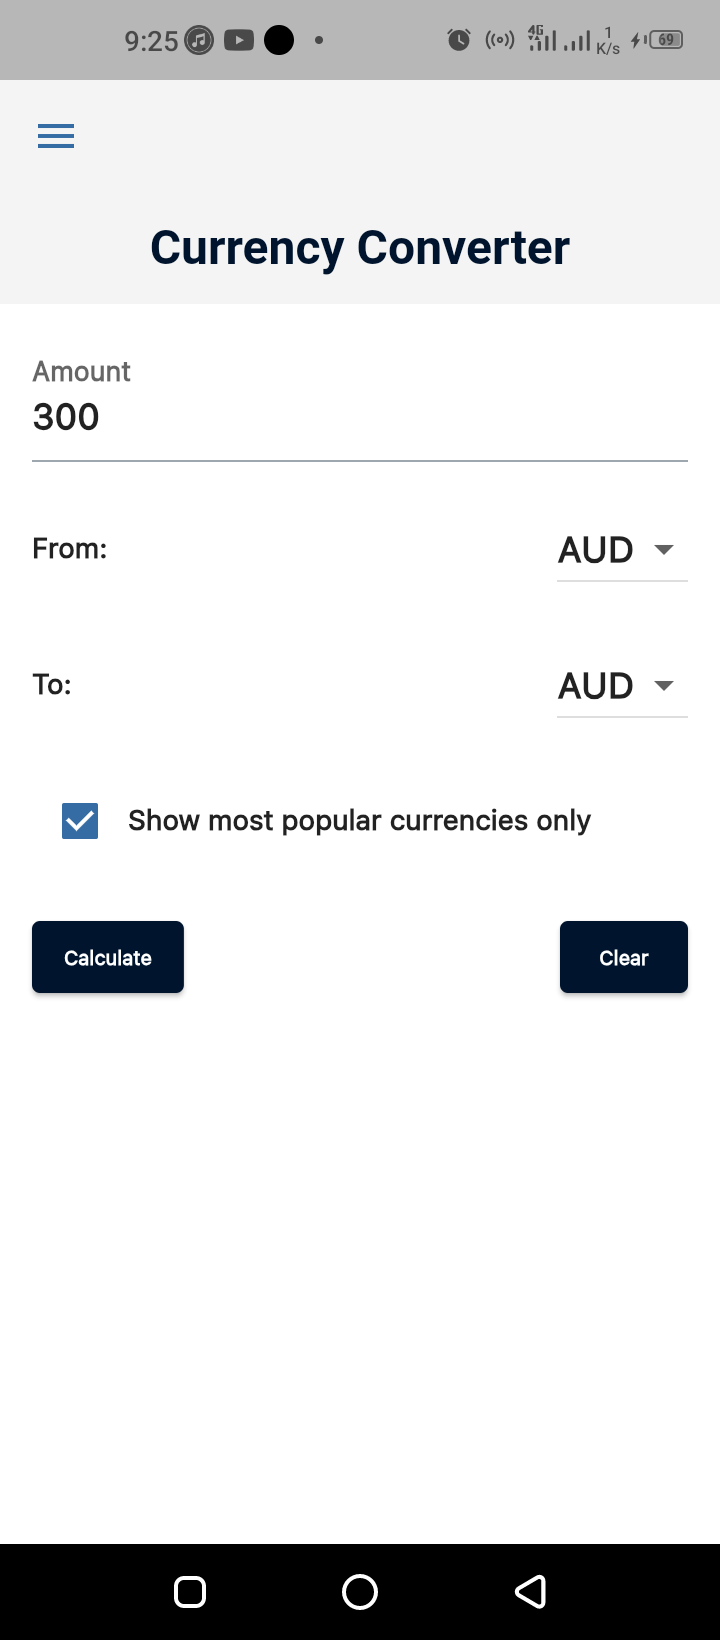 9:25 4G 1 K/s 69
Currency Converter
Amount
300
From: AUD
To: AUD
Show most popular currencies only
Calculate Clear